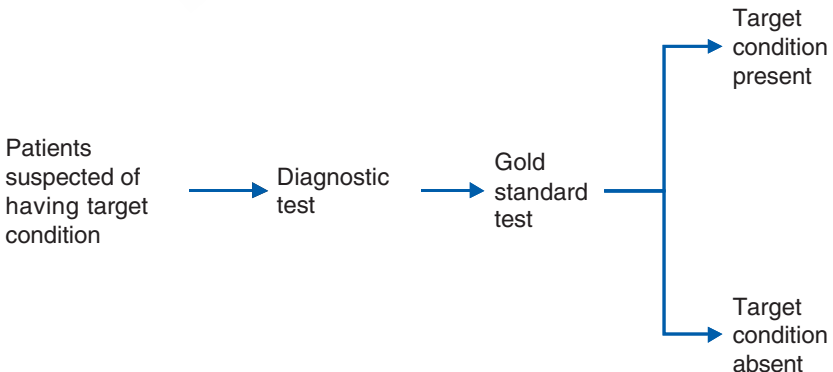 Patients
suspected of
having target
condition
Diagnostic
test
Gold
standard
test
Target
condition
present
Target
condition
absent